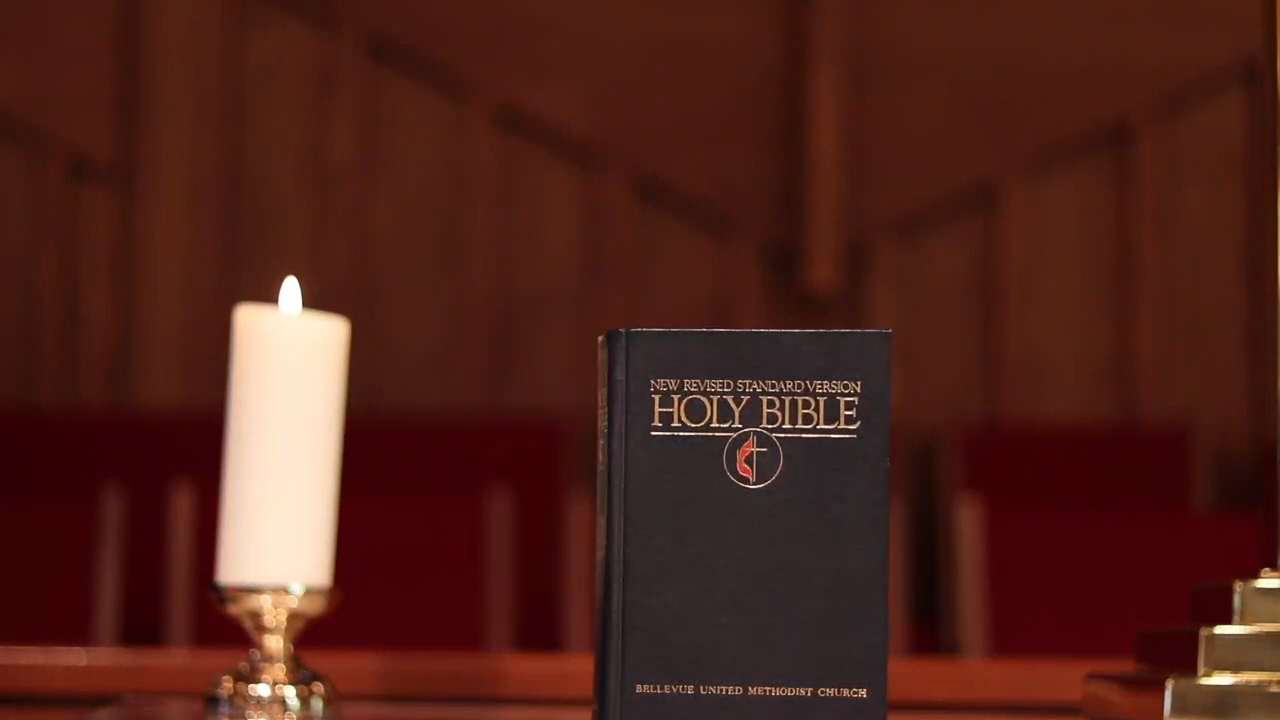 NEW REVISED STANDARD VERSION
HOLY BIBLE
BELLEVUE UNITED METHODIST CHURCH